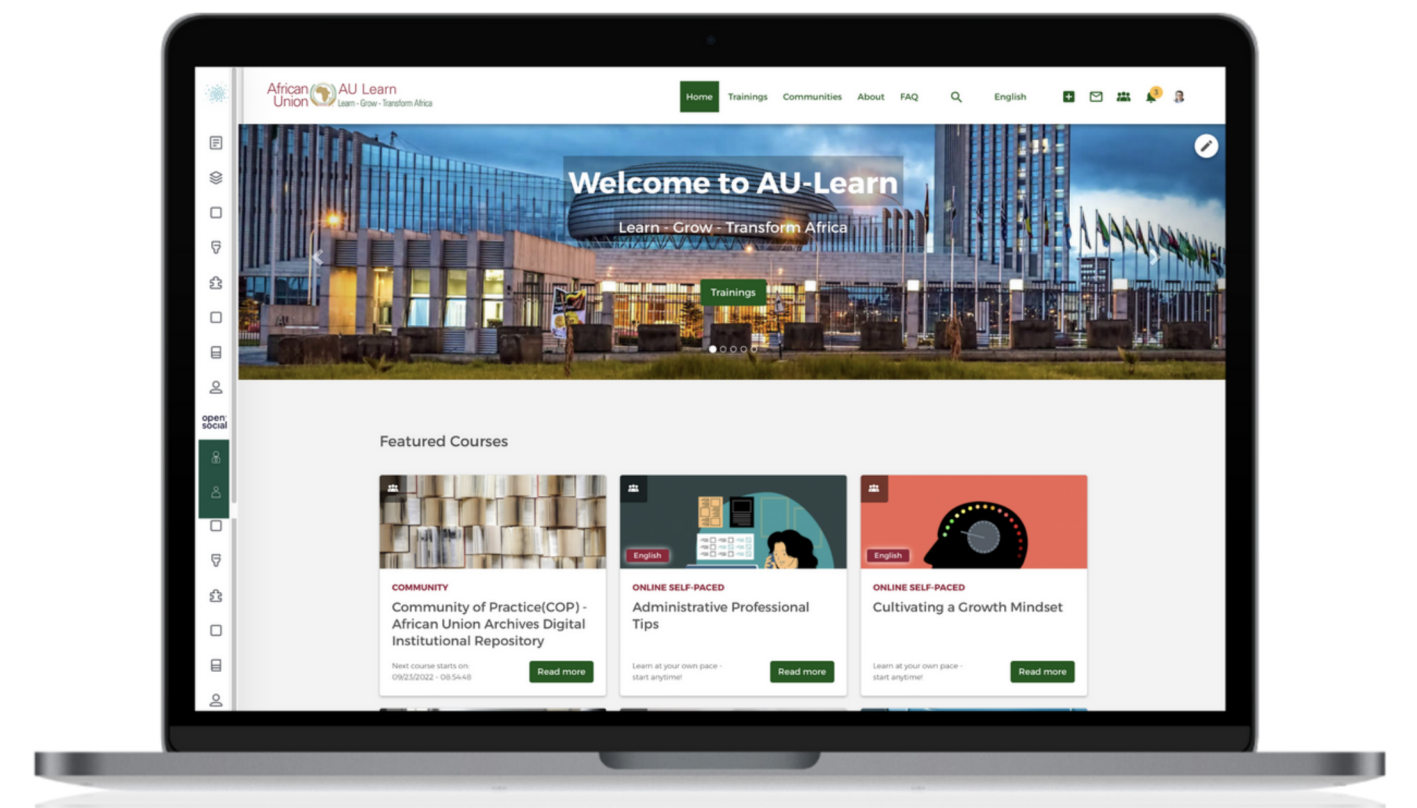 African
Union
AU Learn
Learn - Grow - Transform Africa
Home Trainings Communities About FAQ English 3
Welcome to AU-Learn
Learn - Grow - Transform Africa
Trainings
open
social
Featured Courses
COMMUNITY
Community of Practice(COP) -
African Union Archives Digital
Institutional Repository
Next course starts on
09/23/2022 - 08:54:48
Read more
English
ONLINE SELF-PACED
Administrative Professional
Tips
Learn at your own pace -
start anytime!
Read more
English
ONLINE SELF-PACED
Cultivating a Growth Mindset
Learn at your own pace -
start anytime!
Read more